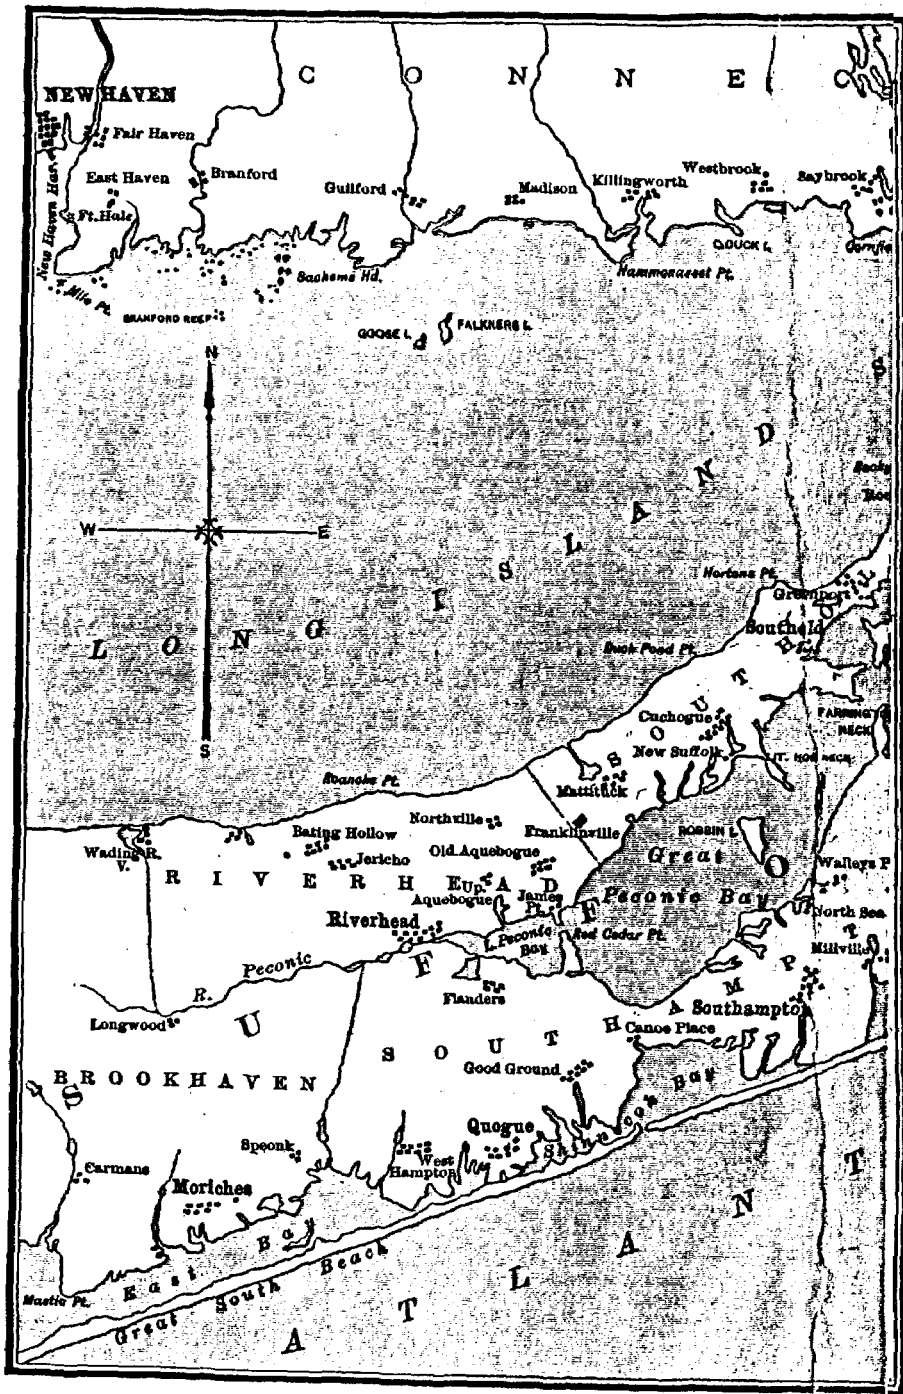 C O N N E C
NEW HAVEN
Fair Haven
East Haven
Branford
Guilford
Madison
Killingworth
Westbrook
Saybrook
New Haven Har.
Ft. Hale
Sachems Hd.
Hammonasset Pt.
DUCK I.
Mile Pt.
BRANFORD REEF
GOOSE I.
FALKNERS I.
N
W
E
S
L O N G I S L A N D
S
Hortons Pt.
Greenport
Southold
Duck Pond Pt.
S O U T H O L
Cuchogue
New Suffolk
Mattituck
Roanoke Pt.
Northville
Franklinville
ROBBIN I.
Great
Peconic Bay
Wading R.
V.
Bating Hollow
Jericho
Old Aquebogue
R I V E R H E A D
Up.
Aquebogue
James
Pt.
Riverhead
L. Peconic
Bay
Red Cedar Pt.
Walleys P
North Sea
Millville
R. Peconic
Flanders
S U F F O
Longwood
Southampton
Canoe Place
S O U T H A M P T
Good Ground
BROOKHAVEN
Shinnecock Bay
Quogue
Speonk
West
Hampton
Carmans
Moriches
East Bay
Mastic Pt.
Great South Beach
A T L A N T